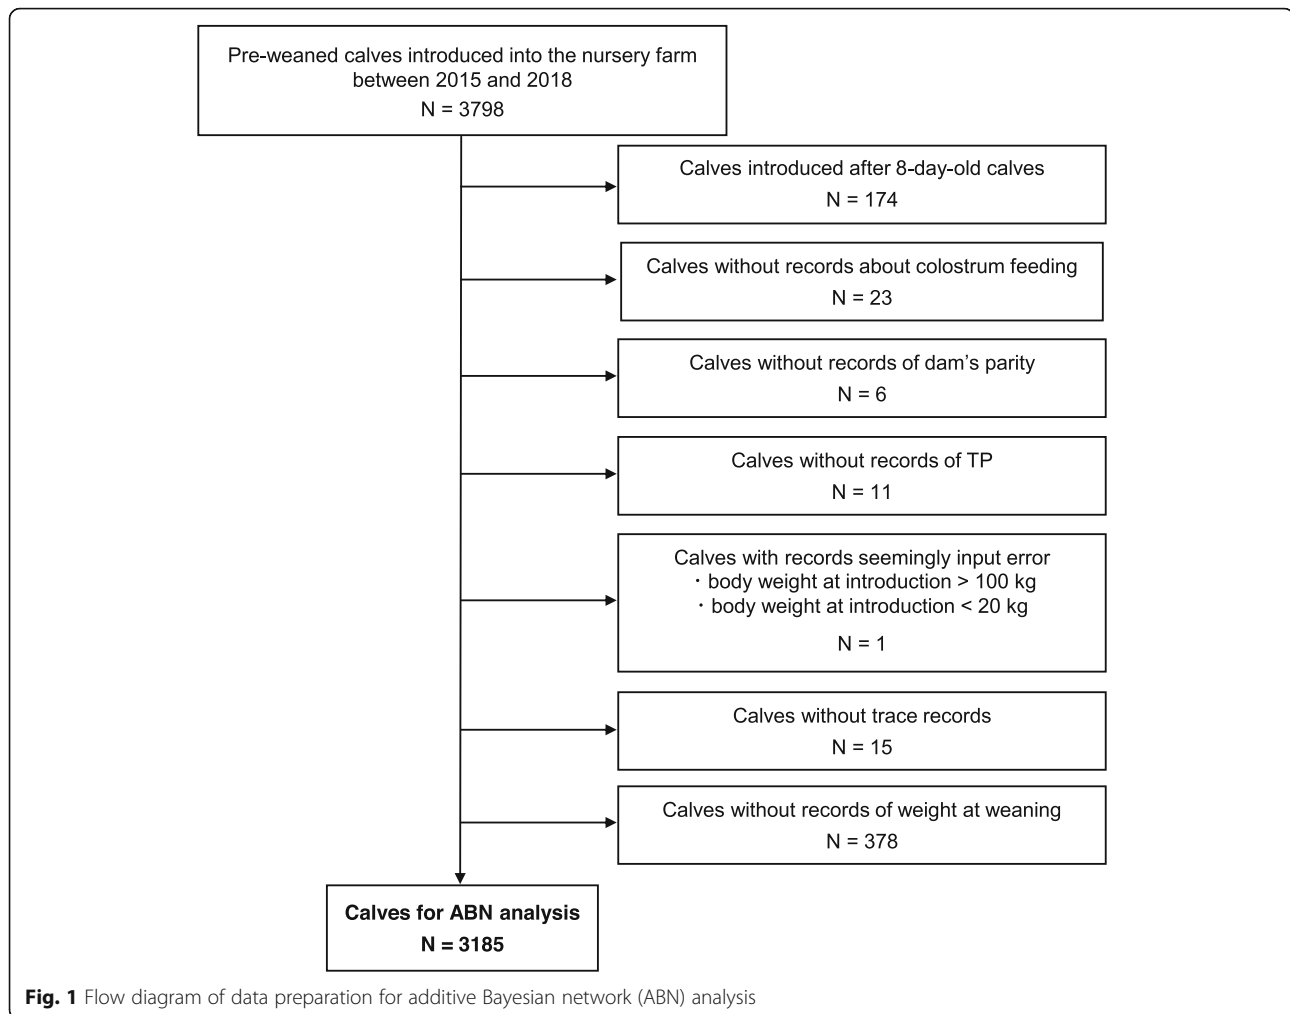 Pre-weaned calves introduced into the nursery farm
between 2015 and 2018
N = 3798
Calves introduced after 8-day-old calves
N = 174
Calves without records about colostrum feeding
N = 23
Calves without records of dam's parity
N = 6
Calves without records of TP
N = 11
Calves with records seemingly input error
・body weight at introduction > 100 kg
・body weight at introduction < 20 kg
N = 1
Calves without trace records
N = 15
Calves without records of weight at weaning
N = 378
Calves for ABN analysis
N = 3185
Fig. 1 Flow diagram of data preparation for additive Bayesian network (ABN) analysis